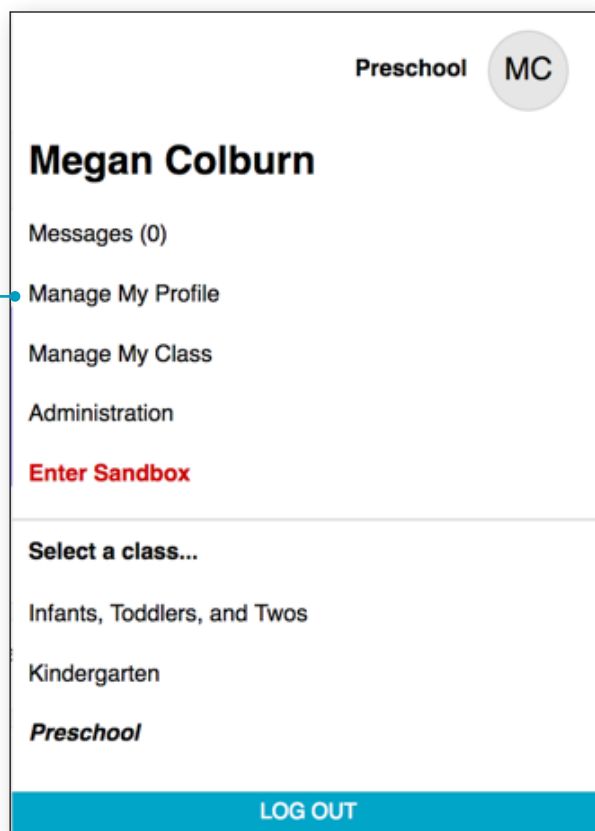 Preschool MC
Megan Colburn
Messages (0)
Manage My Profile
Manage My Class
Administration
Enter Sandbox
Select a class...
Infants, Toddlers, and Twos
Kindergarten
Preschool
LOG OUT